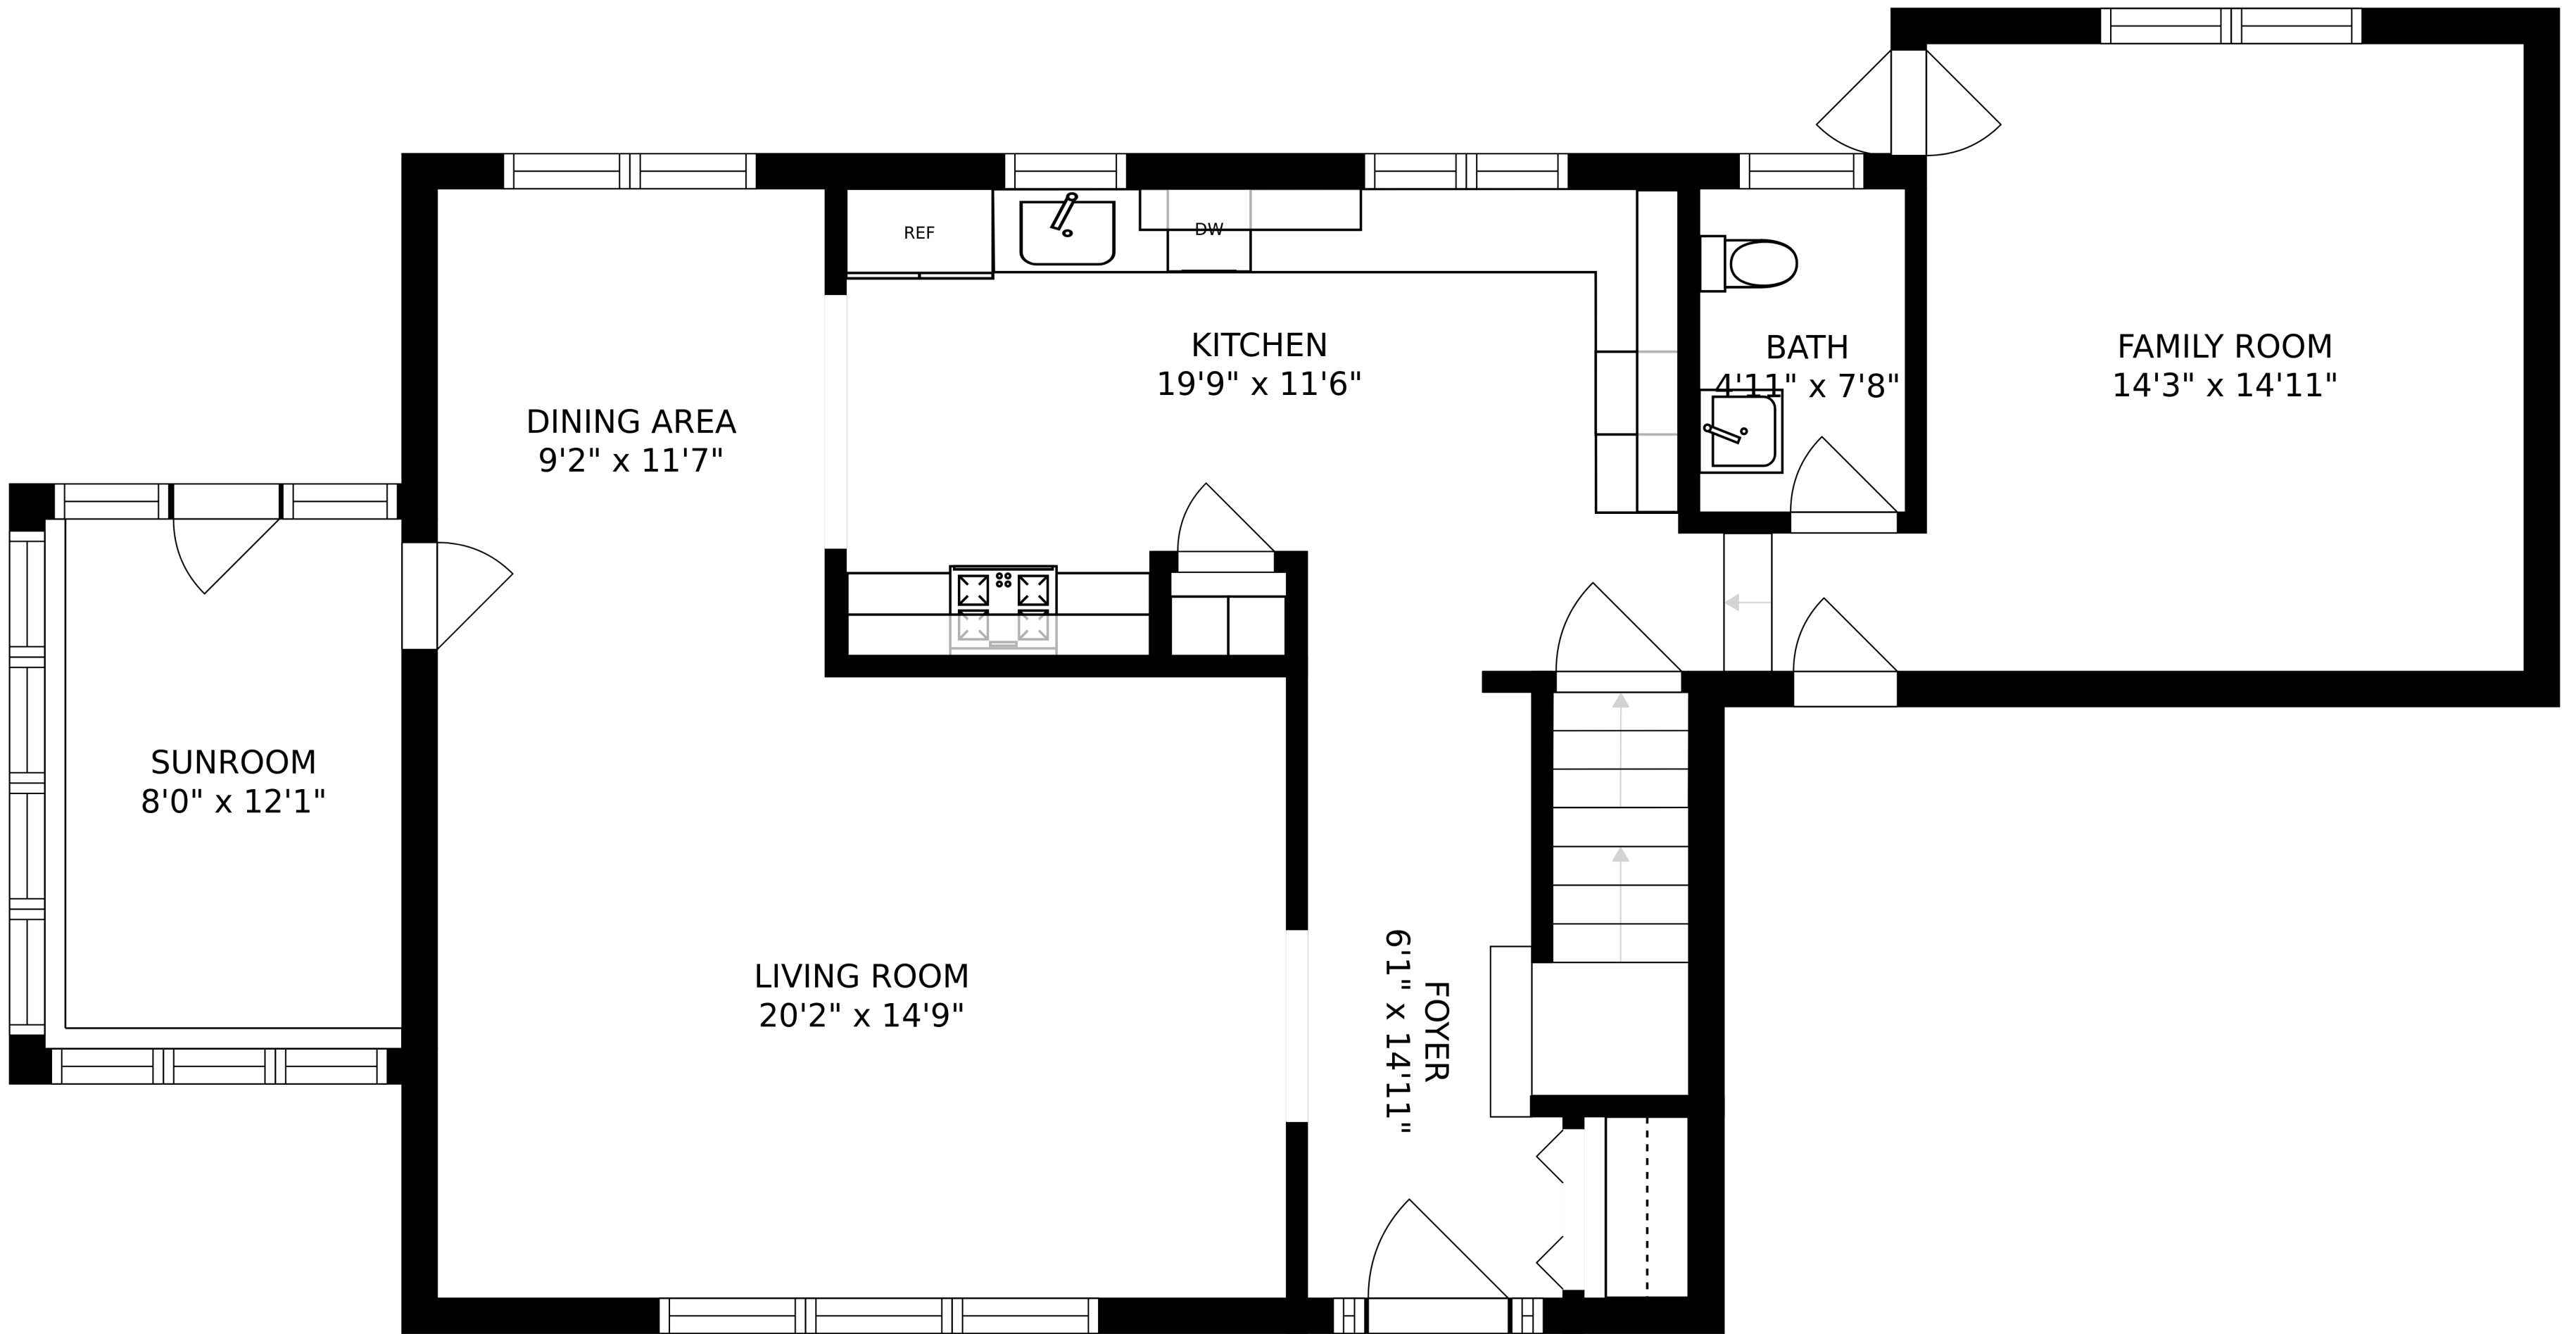 REF
DW
KITCHEN
19'9" x 11'6"
BATH
4'11" x 7'8"
FAMILY ROOM
14'3" x 14'11"
DINING AREA
9'2" x 11'7"
SUNROOM
8'0" x 12'1"
LIVING ROOM
20'2" x 14'9"
FOYER
6'1" x 14'11"